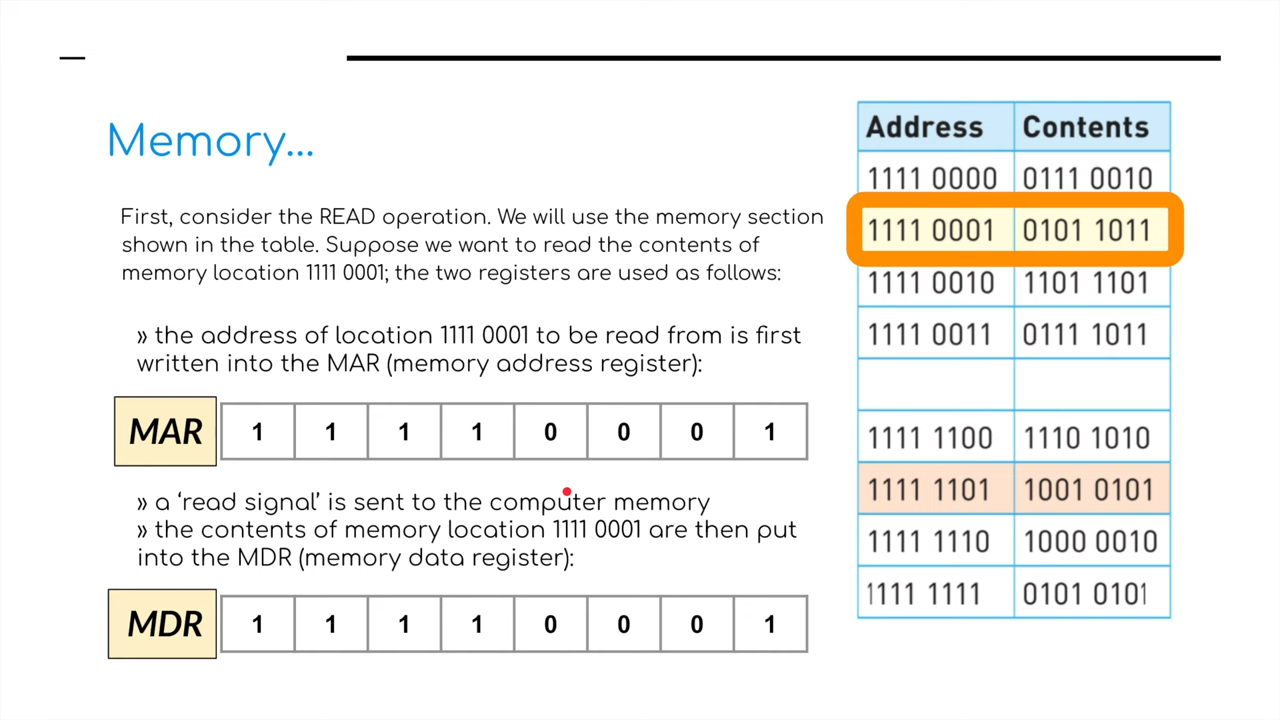 Memory...
First, consider the READ operation. We will use the memory section
shown in the table. Suppose we want to read the contents of
memory location 1111 0001; the two registers are used as follows:
» the address of location 1111 0001 to be read from is first
written into the MAR (memory address register):
MAR 1 1 1 1 0 0 0 1
» a ‘read signal’ is sent to the computer memory
» the contents of memory location 1111 0001 are then put
into the MDR (memory data register):
MDR 1 1 1 1 0 0 0 1
Address Contents
1111 0000 0111 0010
1111 0001 0101 1011
1111 0010 1101 1101
1111 0011 0111 1011
1111 1100 1110 1010
1111 1101 1001 0101
1111 1110 1000 0010
1111 1111 0101 0101